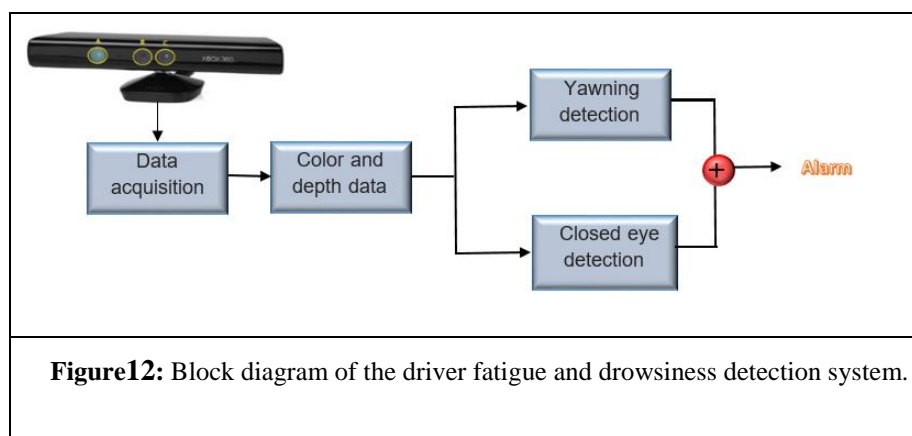 A B C
XBOX 360
Data
acquisition
Color and
depth data
Yawning
detection
Closed eye
detection
+
Alarm
Figure12: Block diagram of the driver fatigue and drowsiness detection system.